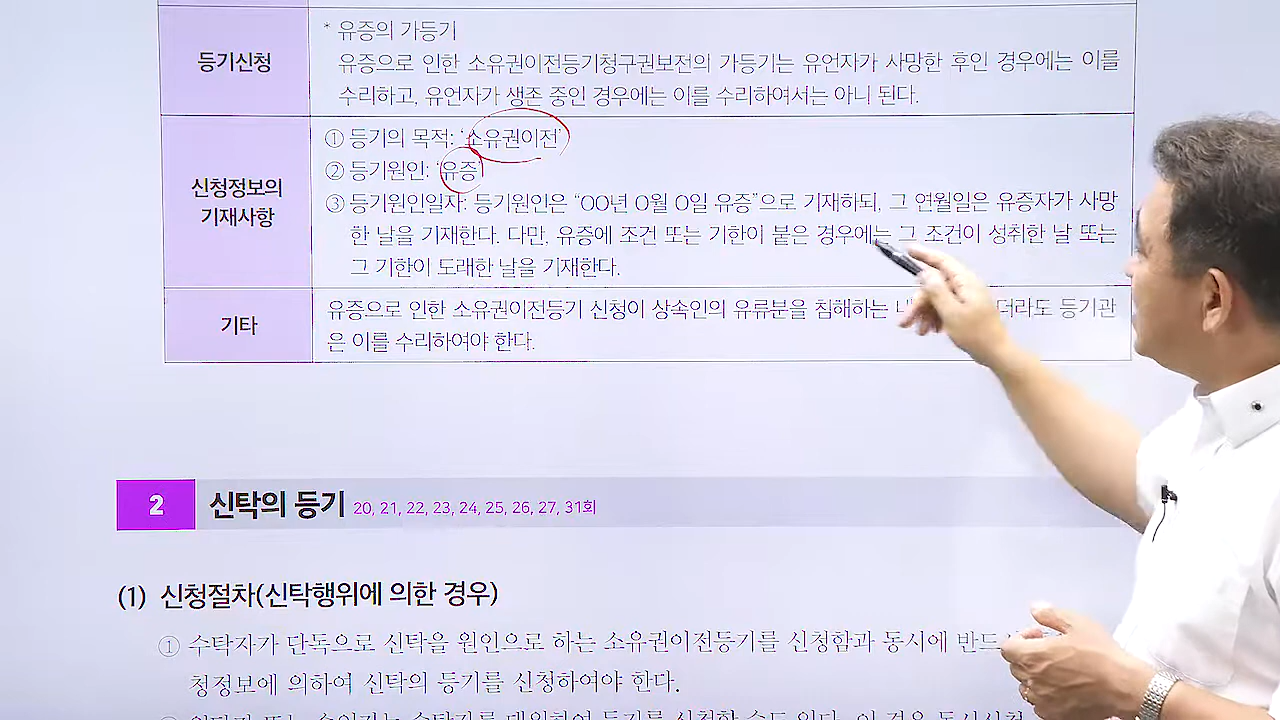 등기신청
* 유증의 가등기
유증으로 인한 소유권이전등기청구권보전의 가등기는 유언자가 사망한 후인 경우에는 이를
수리하고, 유언자가 생존 중인 경우에는 이를 수리하여서는 아니 된다.
신청정보의
기재사항
① 등기의 목적: '소유권이전'
② 등기원인: '유증'
③ 등기원인일자: 등기원인은 “OO년 O월 O일 유증”으로 기재하되, 그 연월일은 유증자가 사망
한 날을 기재한다. 다만, 유증에 조건 또는 기한이 붙은 경우에는 그 조건이 성취한 날 또는
그 기한이 도래한 날을 기재한다.
기타
유증으로 인한 소유권이전등기 신청이 상속인의 유류분을 침해하는 더라도 등기관
은 이를 수리하여야 한다.
2 신탁의 등기 20, 21, 22, 23, 24, 25, 26, 27, 31회
(1) 신청절차(신탁행위에 의한 경우)
① 수탁자가 단독으로 신탁을 원인으로 하는 소유권이전등기를 신청함과 동시에 반드
청정보에 의하여 신탁의 등기를 신청하여야 한다.